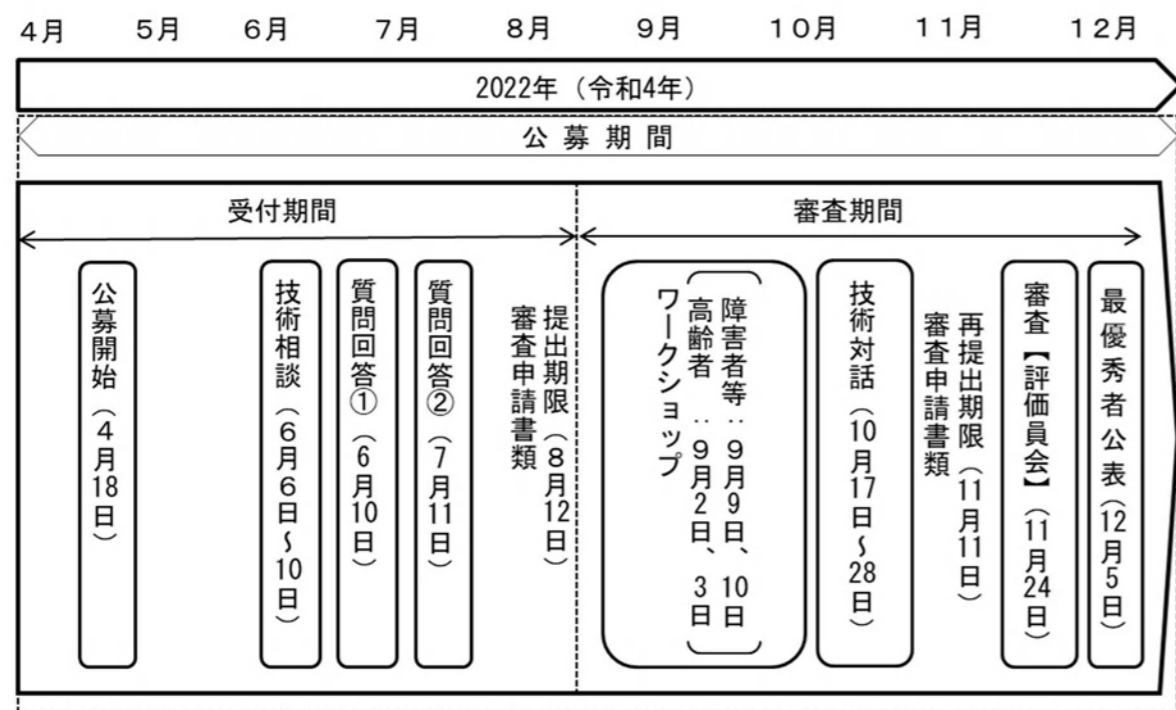 4月 5月 6月 7月 8月 9月 10月 11月 12月
2022年（令和4年）
公募期間
受付期間
審査期間
公募開始（4月18日）
技術相談（6月6日～10日）
質問回答①（6月10日）
質問回答②（7月11日）
審査申請書類
提出期限（8月12日）
ワークショップ
高齢者　：9月2日、3日
障害者等：9月9日、10日
技術対話（10月17日～28日）
審査申請書類
再提出期限（11月11日）
審査【評価員会】（11月24日）
最優秀者公表（12月5日）